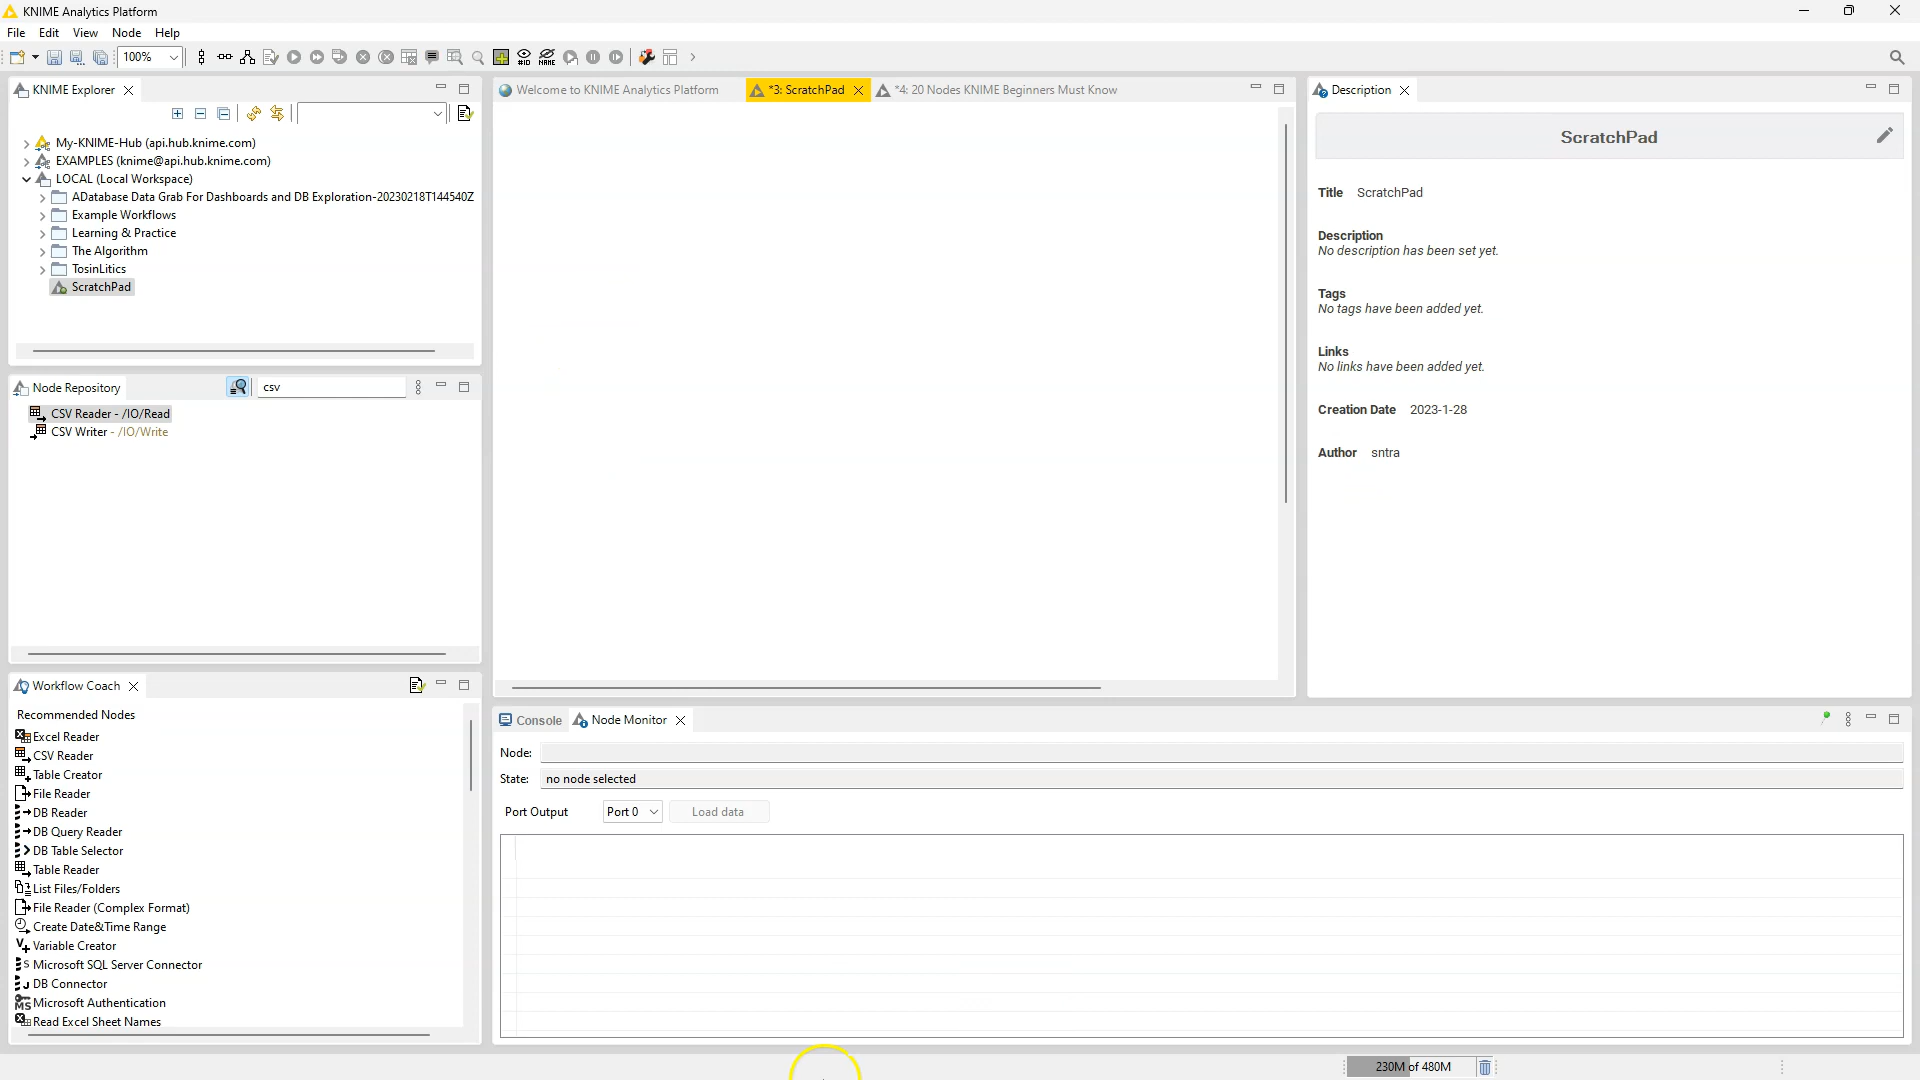 KNIME Analytics Platform
File Edit View Node Help
100%
#ID
NAME
KNIME Explorer
My-KNIME-Hub (api.hub.knime.com)
EXAMPLES (knime@api.hub.knime.com)
LOCAL (Local Workspace)
ADatabase Data Grab For Dashboards and DB Exploration-20230218T144540Z
Example Workflows
Learning & Practice
The Algorithm
TosinLitics
ScratchPad
Node Repository
csv
CSV Reader - /IO/Read
CSV Writer - /IO/Write
Workflow Coach
Recommended Nodes
Excel Reader
CSV Reader
Table Creator
File Reader
DB Reader
DB Query Reader
DB Table Selector
Table Reader
List Files/Folders
File Reader (Complex Format)
Create Date&Time Range
Variable Creator
Microsoft SQL Server Connector
DB Connector
Microsoft Authentication
Read Excel Sheet Names
Welcome to KNIME Analytics Platform
*3: ScratchPad
*4: 20 Nodes KNIME Beginners Must Know
Description
ScratchPad
Title ScratchPad
Description
No description has been set yet.
Tags
No tags have been added yet.
Links
No links have been added yet.
Creation Date 2023-1-28
Author sntra
Console
Node Monitor
Node:
State: no node selected
Port Output Port 0 Load data
230M of 480M